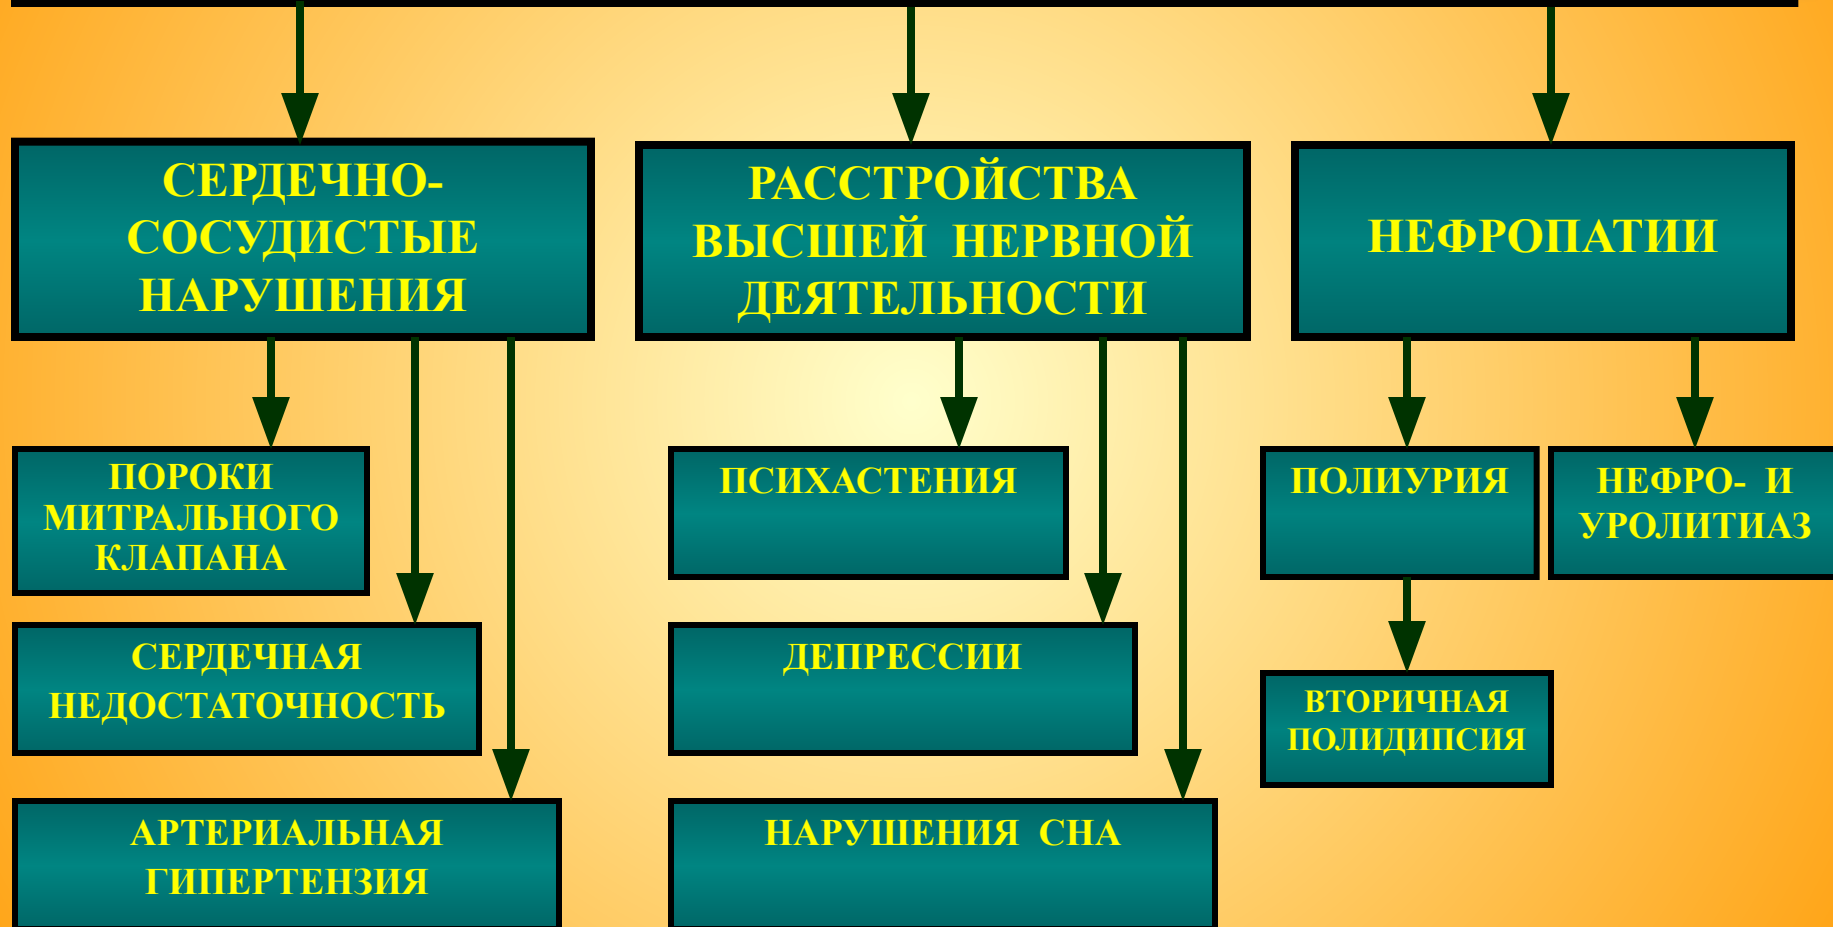 СЕРДЕЧНО-
СОСУДИСТЫЕ
НАРУШЕНИЯ
РАССТРОЙСТВА
ВЫСШЕЙ НЕРВНОЙ
ДЕЯТЕЛЬНОСТИ
НЕФРОПАТИИ
ПОРОКИ
МИТРАЛЬНОГО
КЛАПАНА
ПСИХАСТЕНИЯ
ПОЛИУРИЯ
НЕФРО- И
УРОЛИТИАЗ
СЕРДЕЧНАЯ
НЕДОСТАТОЧНОСТЬ
ДЕПРЕССИИ
ВТОРИЧНАЯ
ПОЛИДИПСИЯ
АРТЕРИАЛЬНАЯ
ГИПЕРТЕНЗИЯ
НАРУШЕНИЯ СНА